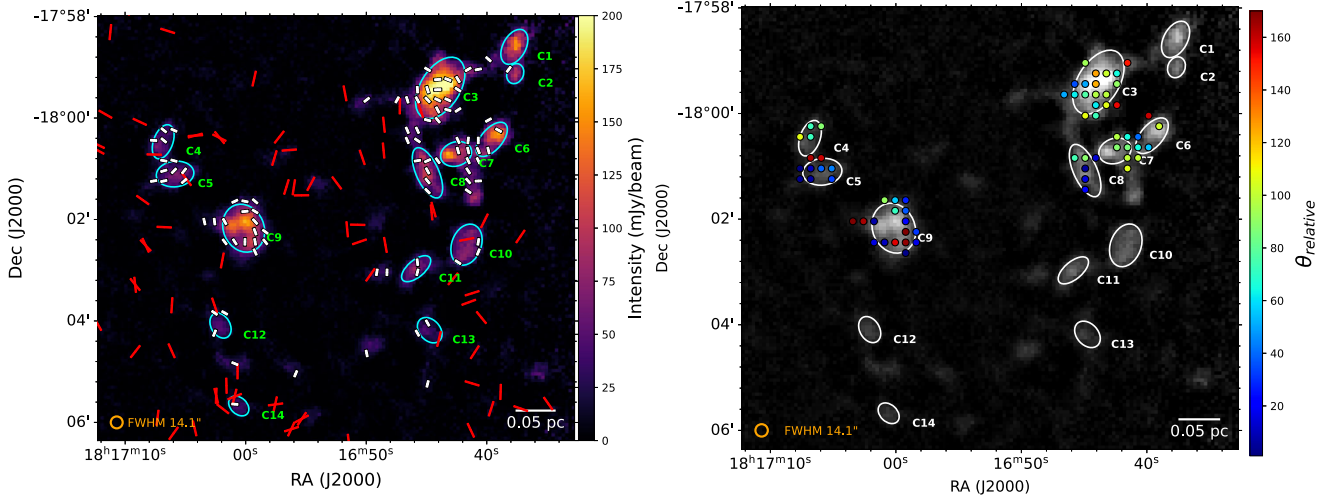 -17°58'
-18°00'
02'
04'
06'
Dec (J2000)
18ʰ17ᵐ10ˢ
00ˢ
16ᵐ50ˢ
40ˢ
RA (J2000)
C1
C2
C3
C4
C5
C6
C7
C8
C9
C10
C11
C12
C13
C14
FWHM 14.1"
0.05 pc
200
175
150
125
100
75
50
25
0
Intensity (mJy/beam)
-17°58'
-18°00'
02'
04'
06'
Dec (J2000)
18ʰ17ᵐ10ˢ
00ˢ
16ᵐ50ˢ
40ˢ
RA (J2000)
C1
C2
C3
C4
C5
C6
C7
C8
C9
C10
C11
C12
C13
C14
FWHM 14.1"
0.05 pc
160
140
120
100
80
60
40
20
θrelative